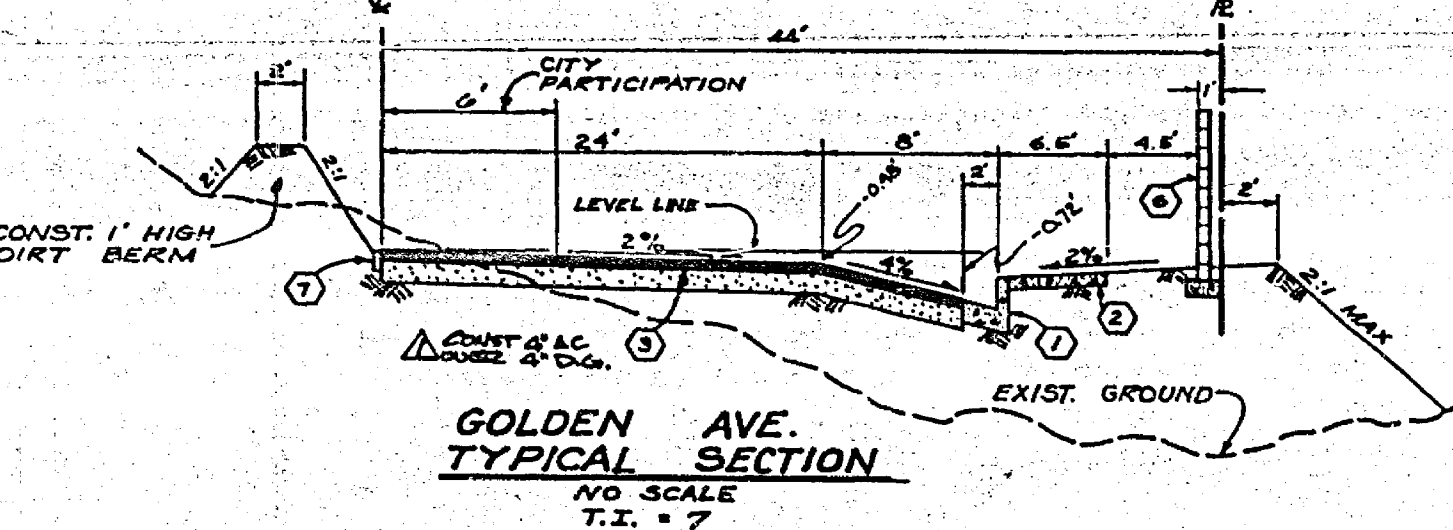 44'
2'
CITY
PARTICIPATION
6'
1'
24'
8'
6.5'
4.5'
2:1
2:1
2'
2'
-0.48'
-0.72'
LEVEL LINE
6
CONST. 1' HIGH
DIRT BERM
2%
4%
2%
7
2
2:1 MAX
CONST 4" AC
OVER 4" D.G.
3
1
EXIST. GROUND
GOLDEN AVE.
TYPICAL SECTION
NO SCALE
T.I. = 7